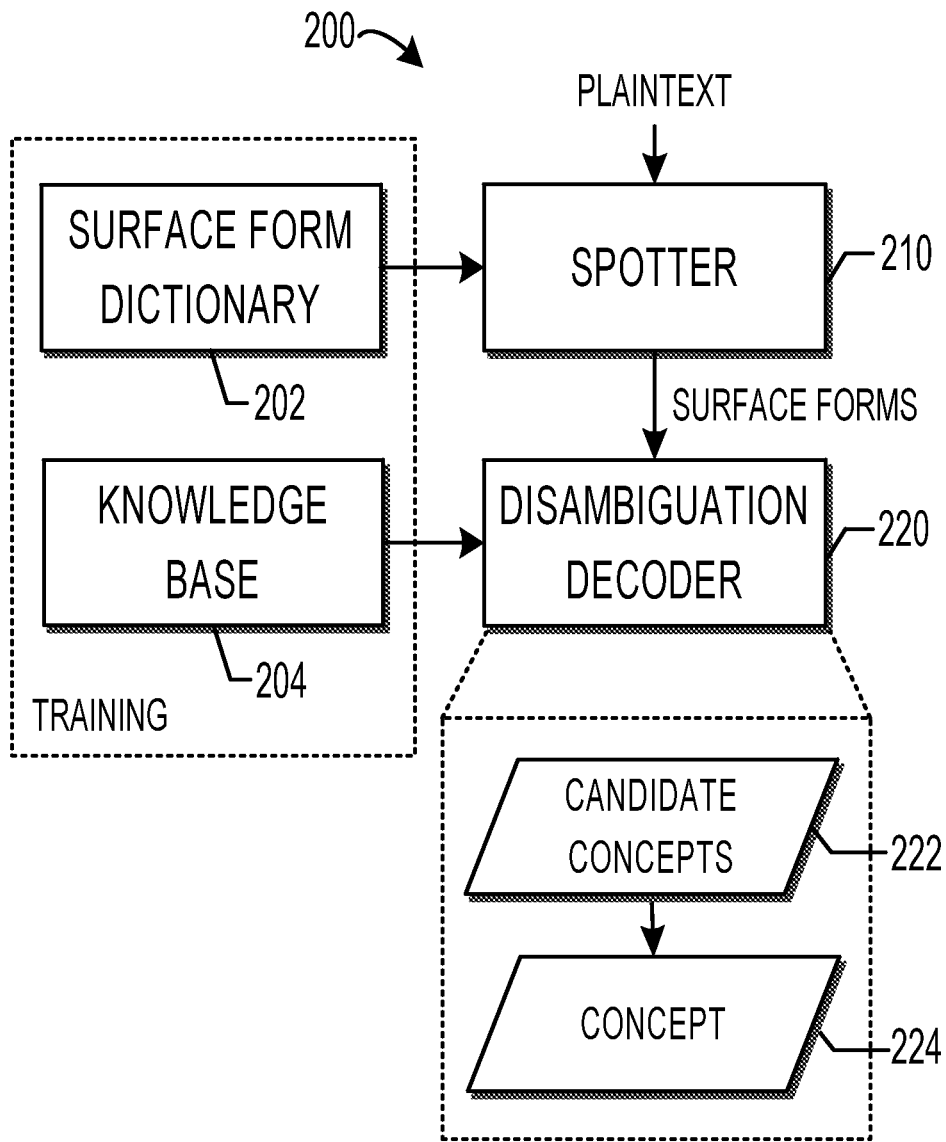 200
PLAINTEXT
SURFACE FORM
DICTIONARY
202
SPOTTER
210
SURFACE FORMS
KNOWLEDGE
BASE
204
TRAINING
DISAMBIGUATION
DECODER
220
CANDIDATE
CONCEPTS
222
CONCEPT
224